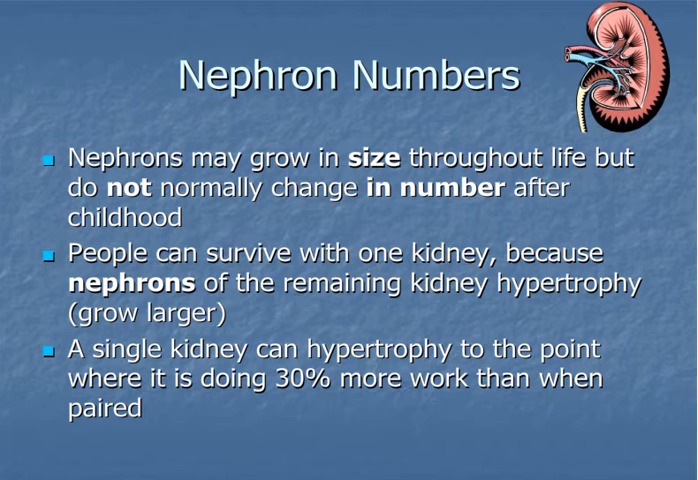 Nephron Numbers
Nephrons may grow in size throughout life but
do not normally change in number after
childhood
People can survive with one kidney, because
nephrons of the remaining kidney hypertrophy
(grow larger)
A single kidney can hypertrophy to the point
where it is doing 30% more work than when
paired